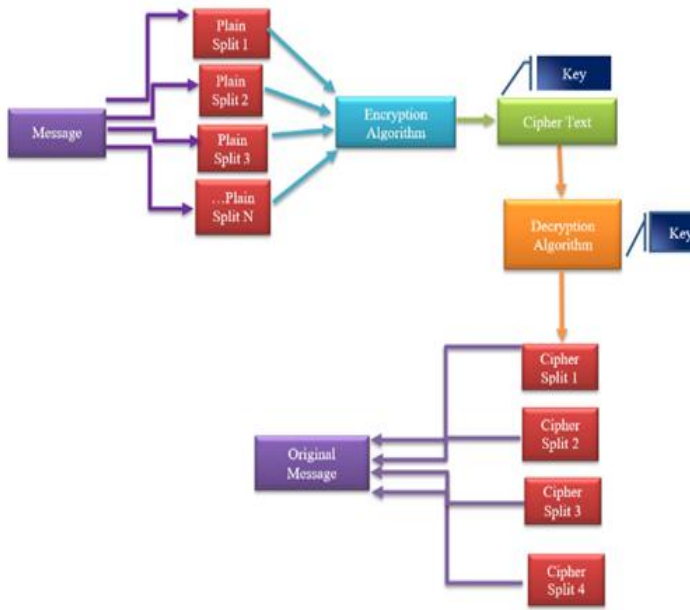 Plain
Split 1
Plain
Split 2
Plain
Split 3
…Plain
Split N
Message
Encryption
Algorithm
Key
Cipher Text
Decryption
Algorithm
Key
Cipher
Split 1
Cipher
Split 2
Cipher
Split 3
Cipher
Split 4
Original
Message